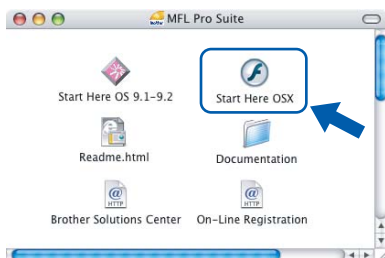 MFL Pro Suite
Start Here OS 9.1-9.2
Start Here OSX
Readme.html
Documentation
HTTP
HTTP
Brother Solutions Center
On-Line Registration